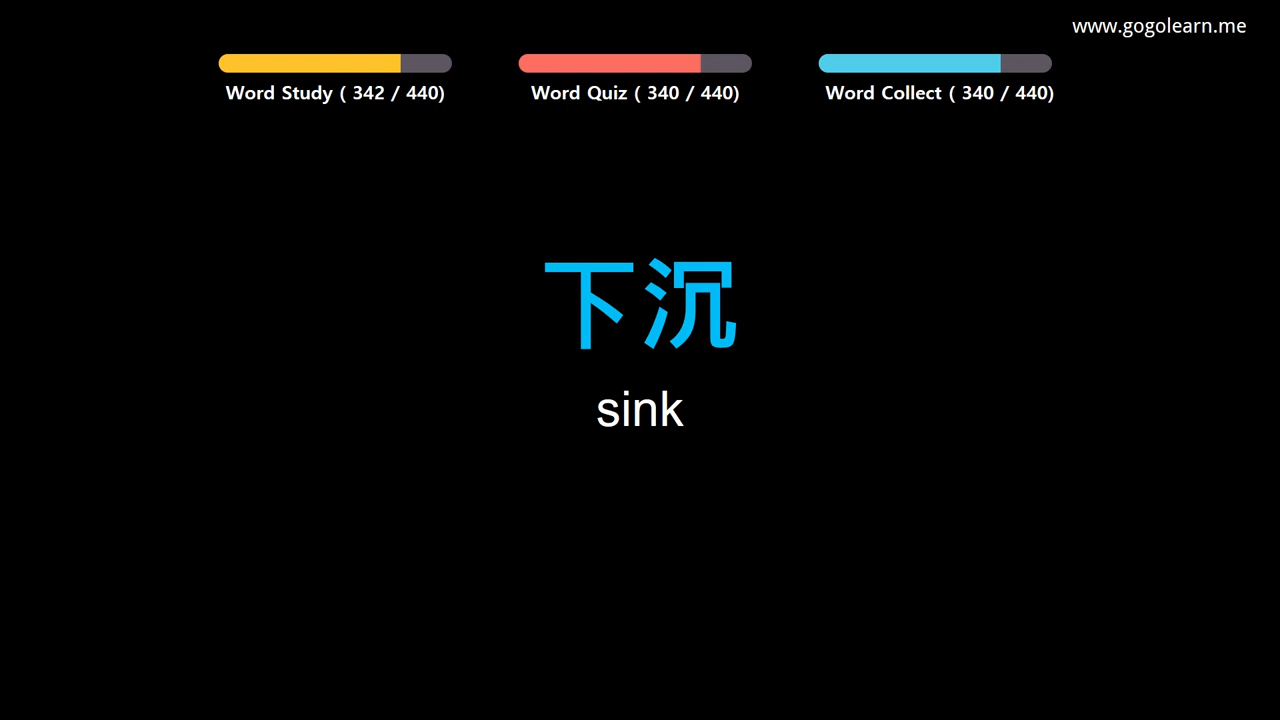 www.gogolearn.me
Word Study ( 342 / 440)
Word Quiz ( 340 / 440)
Word Collect ( 340 / 440)
下沉
sink